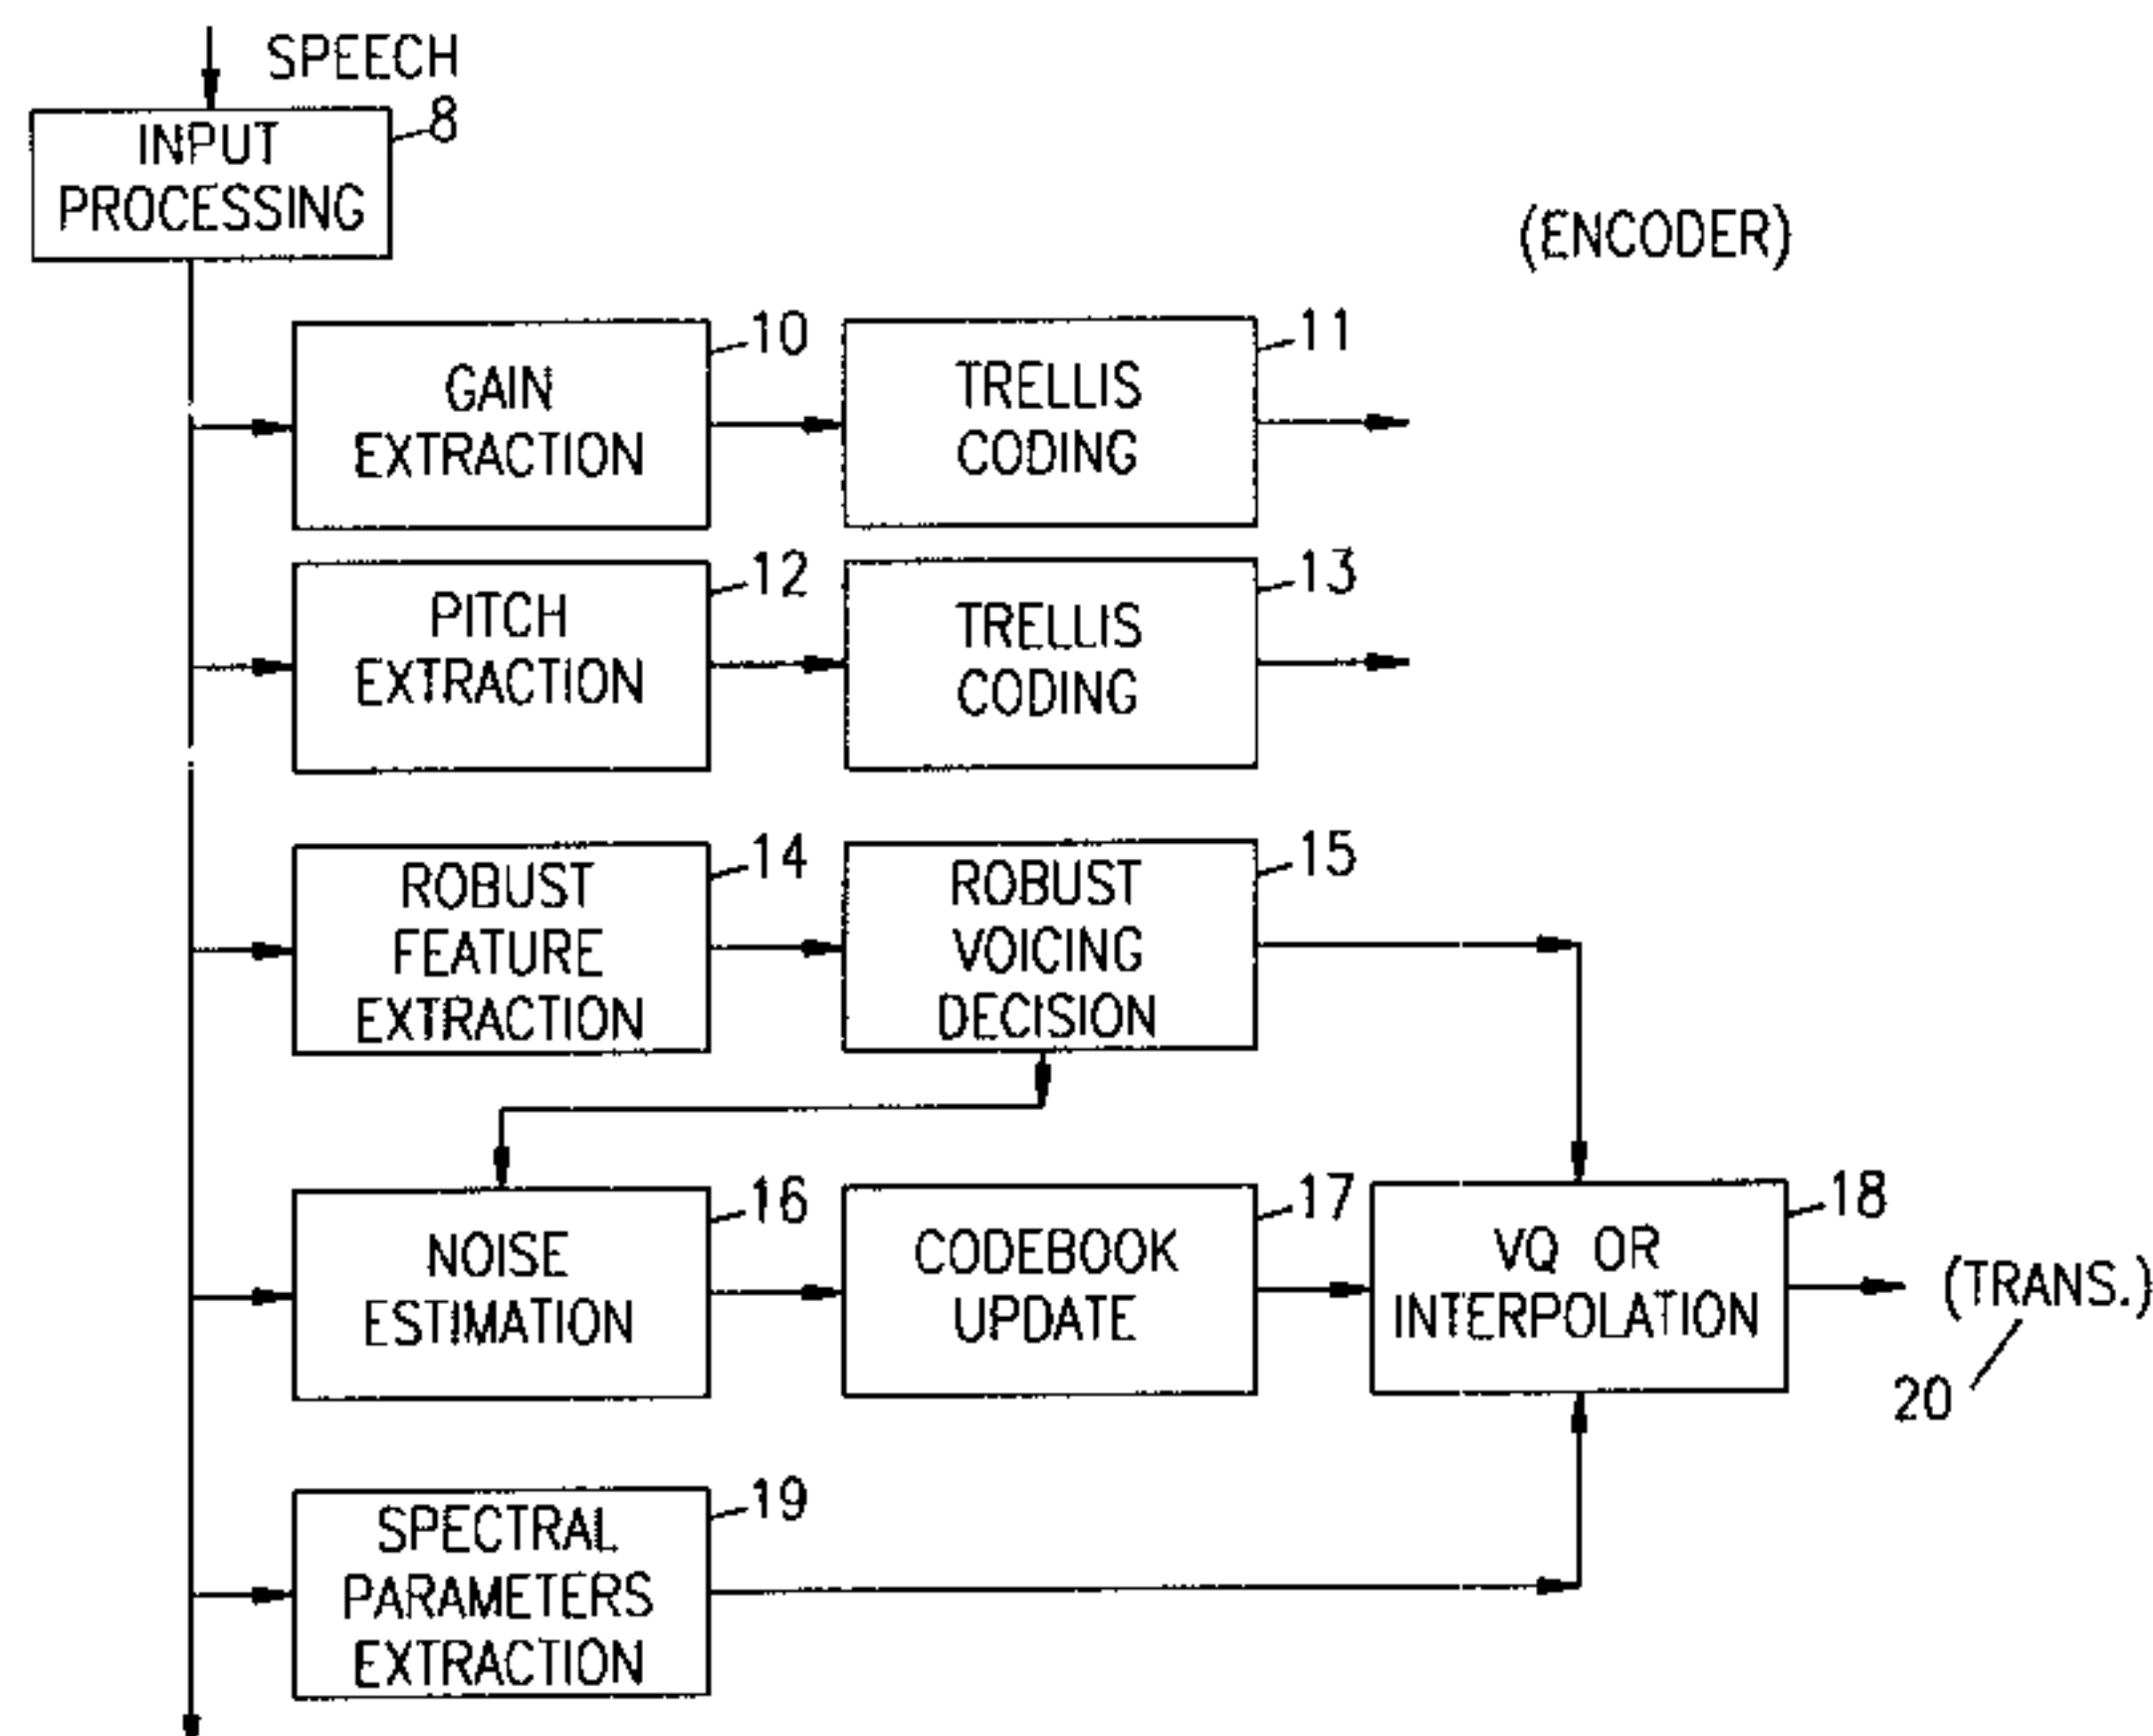 SPEECH
8
INPUT
PROCESSING
(ENCODER)
10
GAIN
EXTRACTION
11
TRELLIS
CODING
12
PITCH
EXTRACTION
13
TRELLIS
CODING
14
ROBUST
FEATURE
EXTRACTION
15
ROBUST
VOICING
DECISION
16
NOISE
ESTIMATION
17
CODEBOOK
UPDATE
18
VQ OR
INTERPOLATION
(TRANS.)
20
19
SPECTRAL
PARAMETERS
EXTRACTION